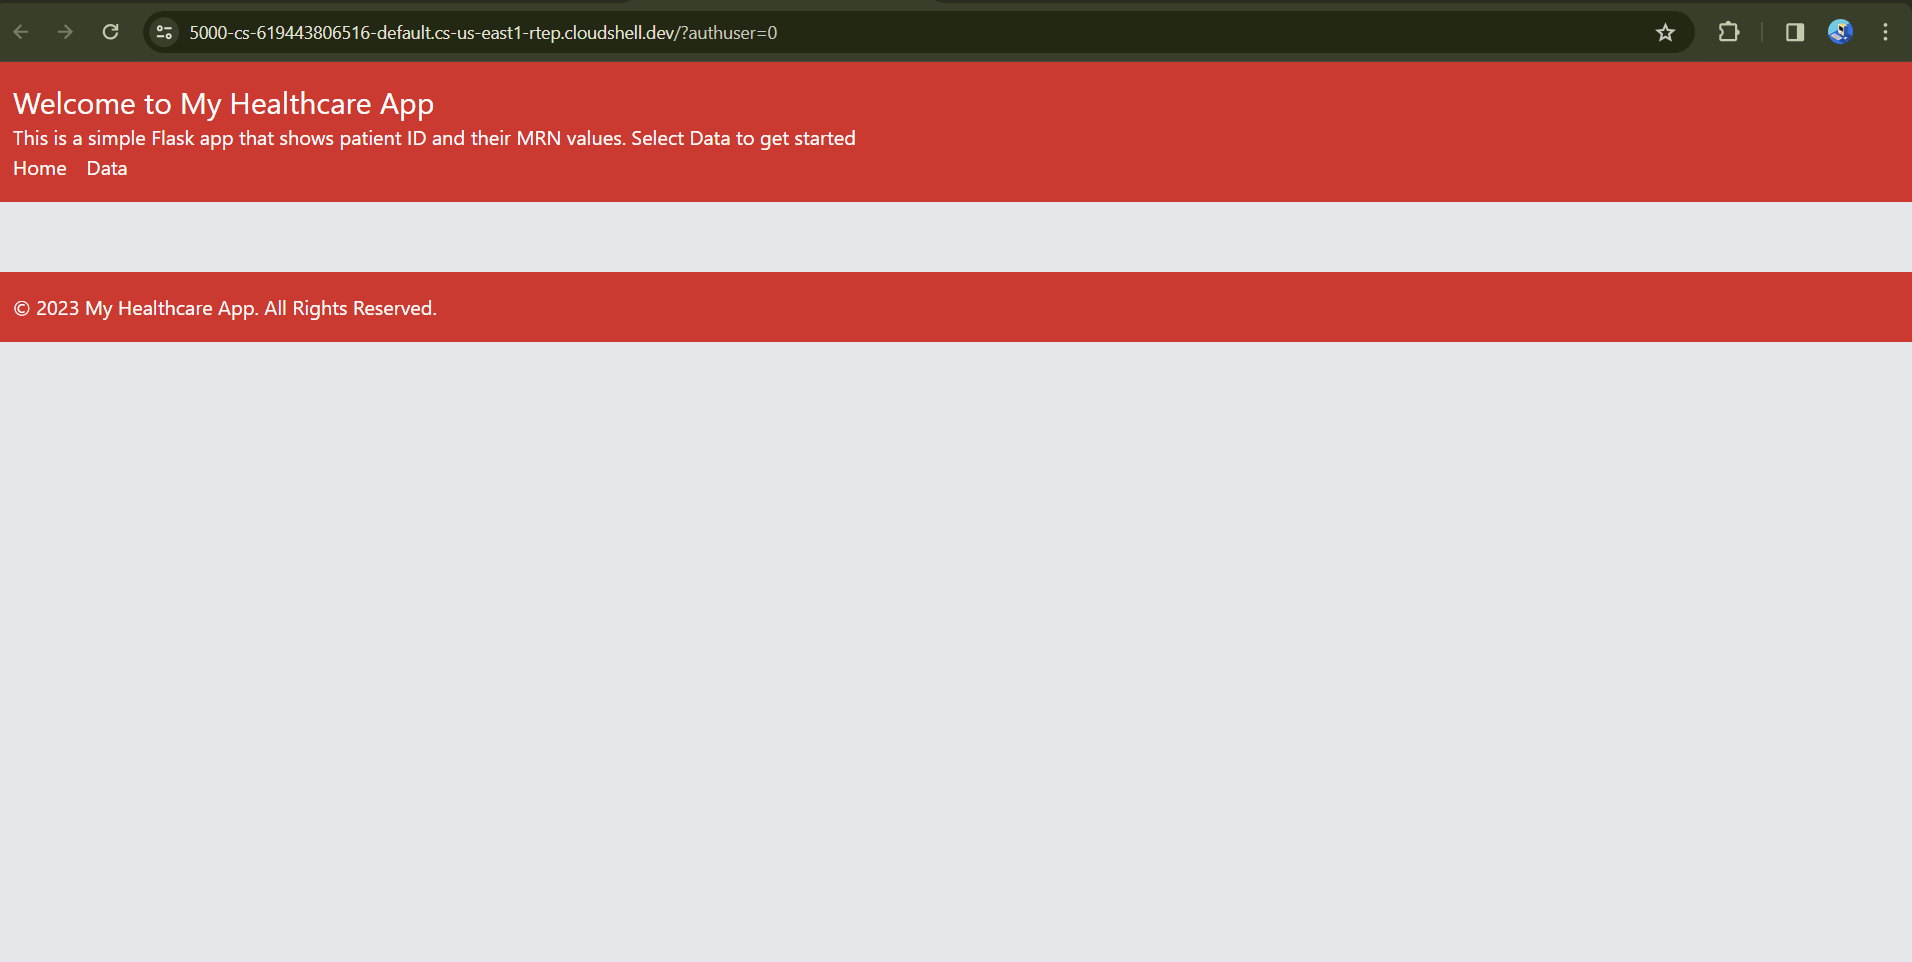 5000-cs-619443806516-default.cs-us-east1-rtep.cloudshell.dev/?authuser=0
Welcome to My Healthcare App
This is a simple Flask app that shows patient ID and their MRN values. Select Data to get started
Home Data
© 2023 My Healthcare App. All Rights Reserved.